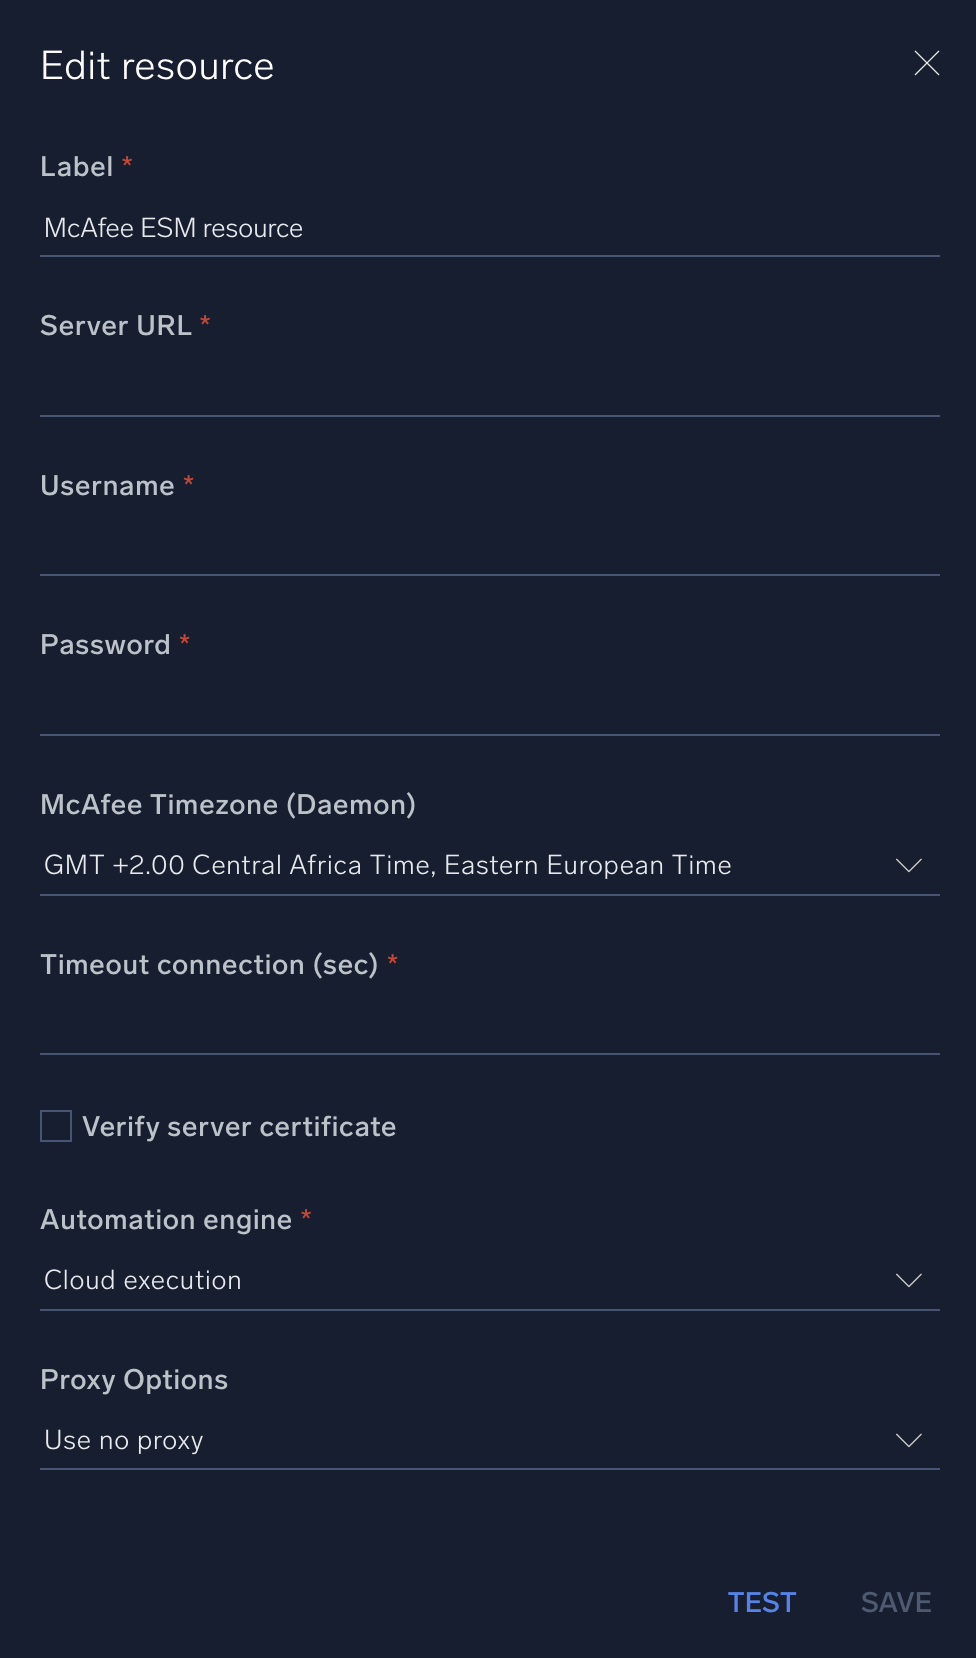 Edit resource
Label *
McAfee ESM resource
Server URL *
Username *
Password *
McAfee Timezone (Daemon)
GMT +2.00 Central Africa Time, Eastern European Time
Timeout connection (sec) *
Verify server certificate
Automation engine *
Cloud execution
Proxy Options
Use no proxy
TEST SAVE